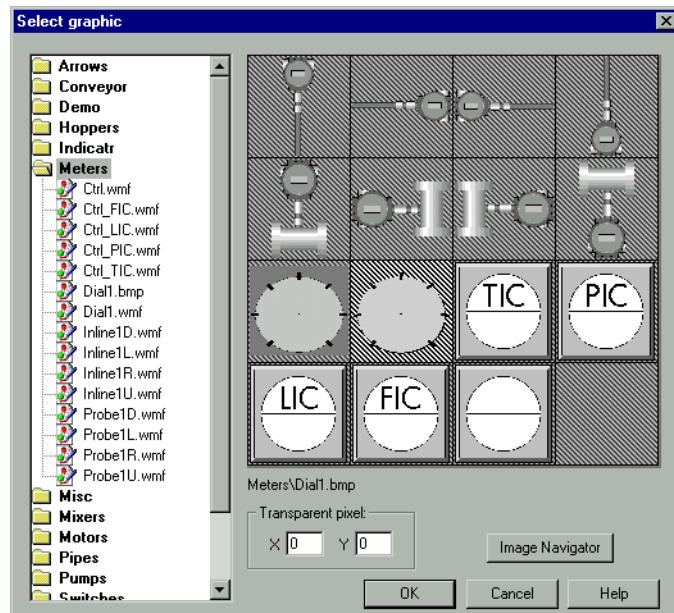 Select graphic
Arrows
Conveyor
Demo
Hoppers
Indicatr
Meters
Ctrl.wmf
Ctrl_FIC.wmf
Ctrl_LIC.wmf
Ctrl_PIC.wmf
Ctrl_TIC.wmf
Dial1.bmp
Dial1.wmf
Inline1D.wmf
Inline1L.wmf
Inline1R.wmf
Inline1U.wmf
Probe1D.wmf
Probe1L.wmf
Probe1R.wmf
Probe1U.wmf
Misc
Mixers
Motors
Pipes
Pumps
Switches
TIC
PIC
LIC
FIC
Meters\Dial1.bmp
Transparent pixel:
X 0 Y 0
Image Navigator
OK Cancel Help